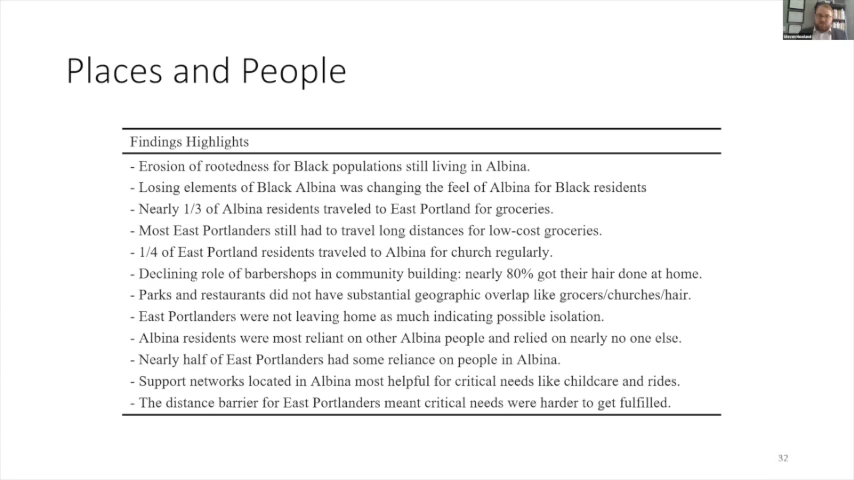 Places and People
Findings Highlights
- Erosion of rootedness for Black populations still living in Albina.
- Losing elements of Black Albina was changing the feel of Albina for Black residents
- Nearly 1/3 of Albina residents traveled to East Portland for groceries.
- Most East Portlanders still had to travel long distances for low-cost groceries.
- 1/4 of East Portland residents traveled to Albina for church regularly.
- Declining role of barbershops in community building: nearly 80% got their hair done at home.
- Parks and restaurants did not have substantial geographic overlap like grocers/churches/hair.
- East Portlanders were not leaving home as much indicating possible isolation.
- Albina residents were most reliant on other Albina people and relied on nearly no one else.
- Nearly half of East Portlanders had some reliance on people in Albina.
- Support networks located in Albina most helpful for critical needs like childcare and rides.
- The distance barrier for East Portlanders meant critical needs were harder to get fulfilled.
32